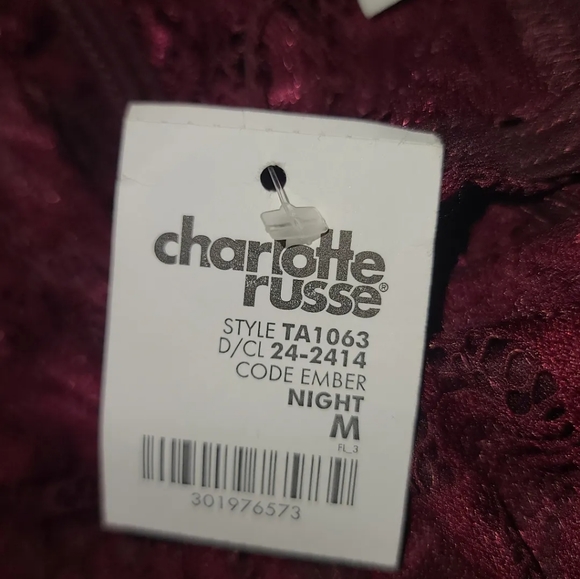 charlotte
russe®
STYLE TA1063
D/CL 24-2414
CODE EMBER
NIGHT
M
FL_3
301976573